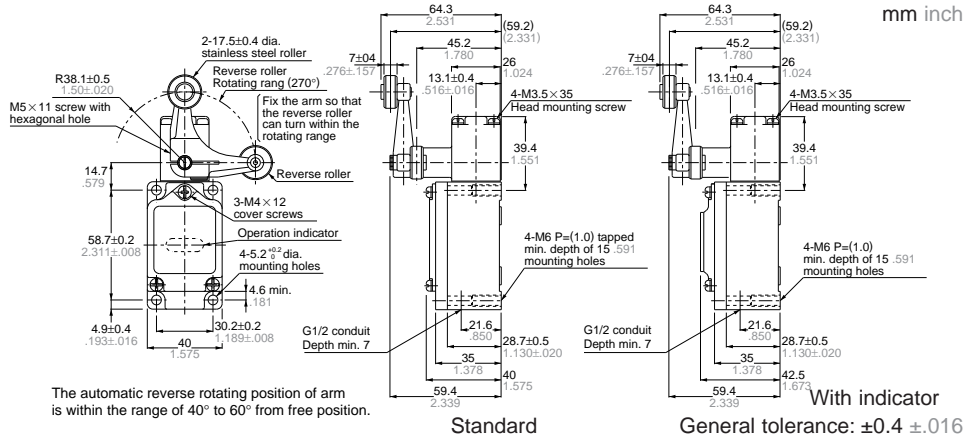 mm inch
2-17.5±0.4 dia.
stainless steel roller
Reverse roller
Rotating rang (270°)
R38.1±0.5
1.50±.020
M5×11 screw with
hexagonal hole
Fix the arm so that
the reverse roller
can turn within the
rotating range
14.7
.579
Reverse roller
3-M4×12
cover screws
Operation indicator
58.7±0.2
2.311±.008
4-5.2 +0.2 0 dia.
mounting holes
4.6 min.
.181
4.9±0.4
.193±.016
30.2±0.2
1.189±.008
40
1.575
The automatic reverse rotating position of arm
is within the range of 40° to 60° from free position.
64.3
2.531
(59.2)
(2.331)
45.2
1.780
7±04
.276±.157
26
1.024
13.1±0.4
.516±.016
4-M3.5×35
Head mounting screw
39.4
1.551
4-M6 P=(1.0) tapped
min. depth of 15 .591
mounting holes
G1/2 conduit
Depth min. 7
21.6
.850
28.7±0.5
1.130±.020
35
1.378
40
1.575
59.4
2.339
Standard
64.3
2.531
(59.2)
(2.331)
45.2
1.780
7±04
.276±.157
26
1.024
13.1±0.4
.516±.016
4-M3.5×35
Head mounting screw
39.4
1.551
4-M6 P=(1.0)
min. depth of 15 .591
mounting holes
G1/2 conduit
Depth min. 7
21.6
.850
28.7±0.5
1.130±.020
35
1.378
42.5
1.673
59.4
2.339
With indicator
General tolerance: ±0.4 ±.016